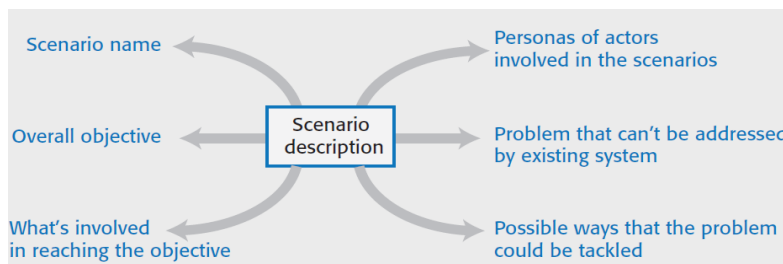 Scenario name
Personas of actors
involved in the scenarios
Overall objective
Scenario
description
Problem that can't be addressed
by existing system
What's involved
in reaching the objective
Possible ways that the problem
could be tackled